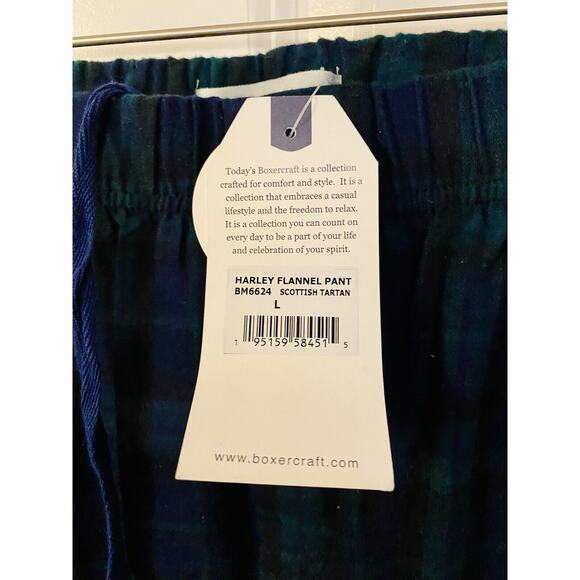 Today's Boxercraft is a collection
crafted for comfort and style. It is a
collection that embraces a casual
lifestyle and the freedom to relax.
It is a collection you can count on
every day to be a part of your life
and celebration of your spirit.
HARLEY FLANNEL PANT
BM6624 SCOTTISH TARTAN
L
1 95159 58451 5
www.boxercraft.com